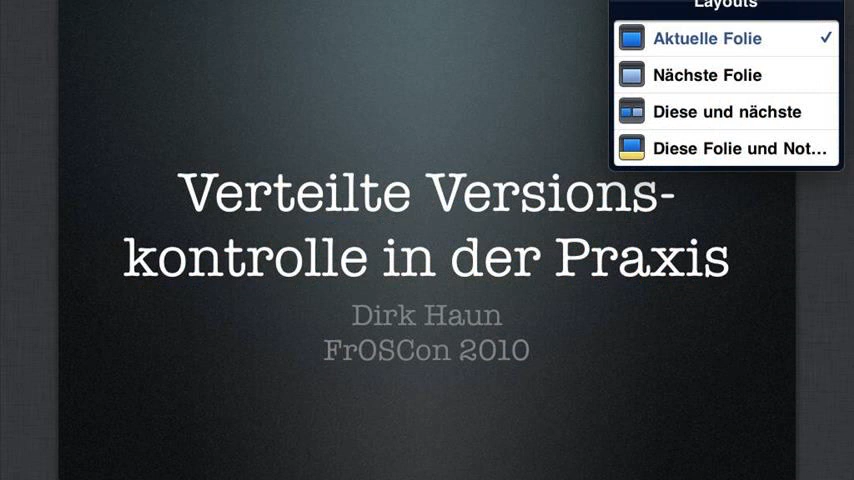 Layouts
Aktuelle Folie
Nächste Folie
Diese und nächste
Diese Folie und Not...
Verteilte Versions-
kontrolle in der Praxis
Dirk Haun
FrOSCon 2010